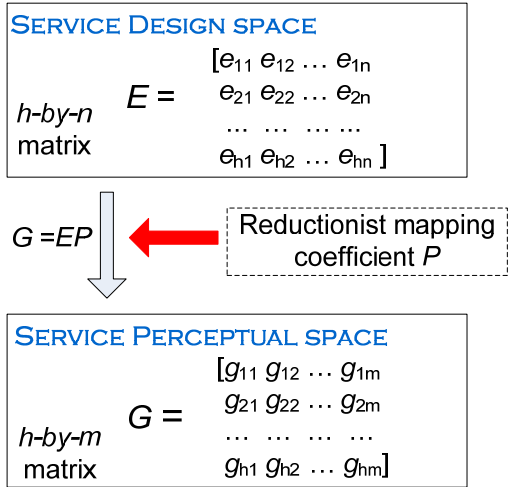 SERVICE DESIGN SPACE
[e11 e12 … e1n
h-by-n matrix E = e21 e22 … e2n
… … … …
eh1 eh2 … ehn ]
G =EP
Reductionist mapping
coefficient P
SERVICE PERCEPTUAL SPACE
[g11 g12 … g1m
h-by-m matrix G = g21 g22 … g2m
… … … …
gh1 gh2 … ghm]